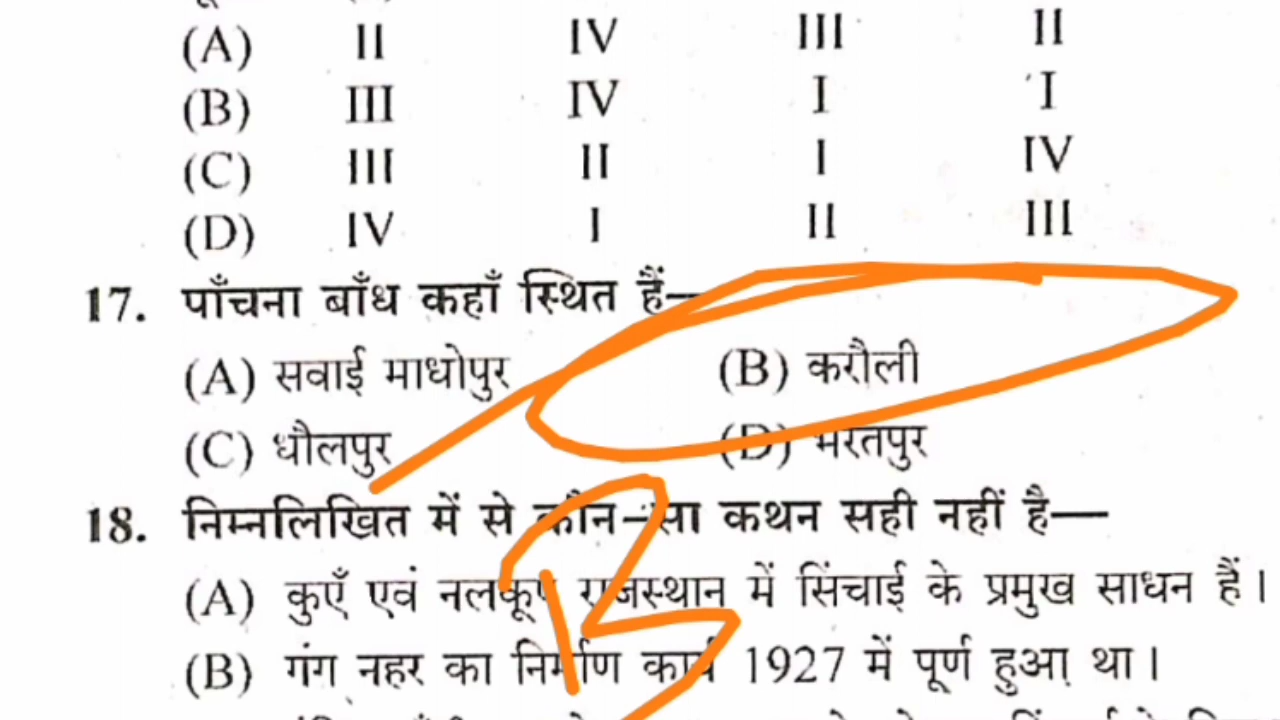 (A) II IV III II
(B) III IV I I
(C) III II I IV
(D) IV I II III
17. पाँचना बाँध कहाँ स्थित हैं—
(A) सवाई माधोपुर (B) करौली
(C) धौलपुर (D) भरतपुर
18. निम्नलिखित में से कौन-सा कथन सही नहीं है—
(A) कुएँ एवं नलकूप राजस्थान में सिंचाई के प्रमुख साधन हैं।
(B) गंग नहर का निर्माण कार्य 1927 में पूर्ण हुआ था।
B